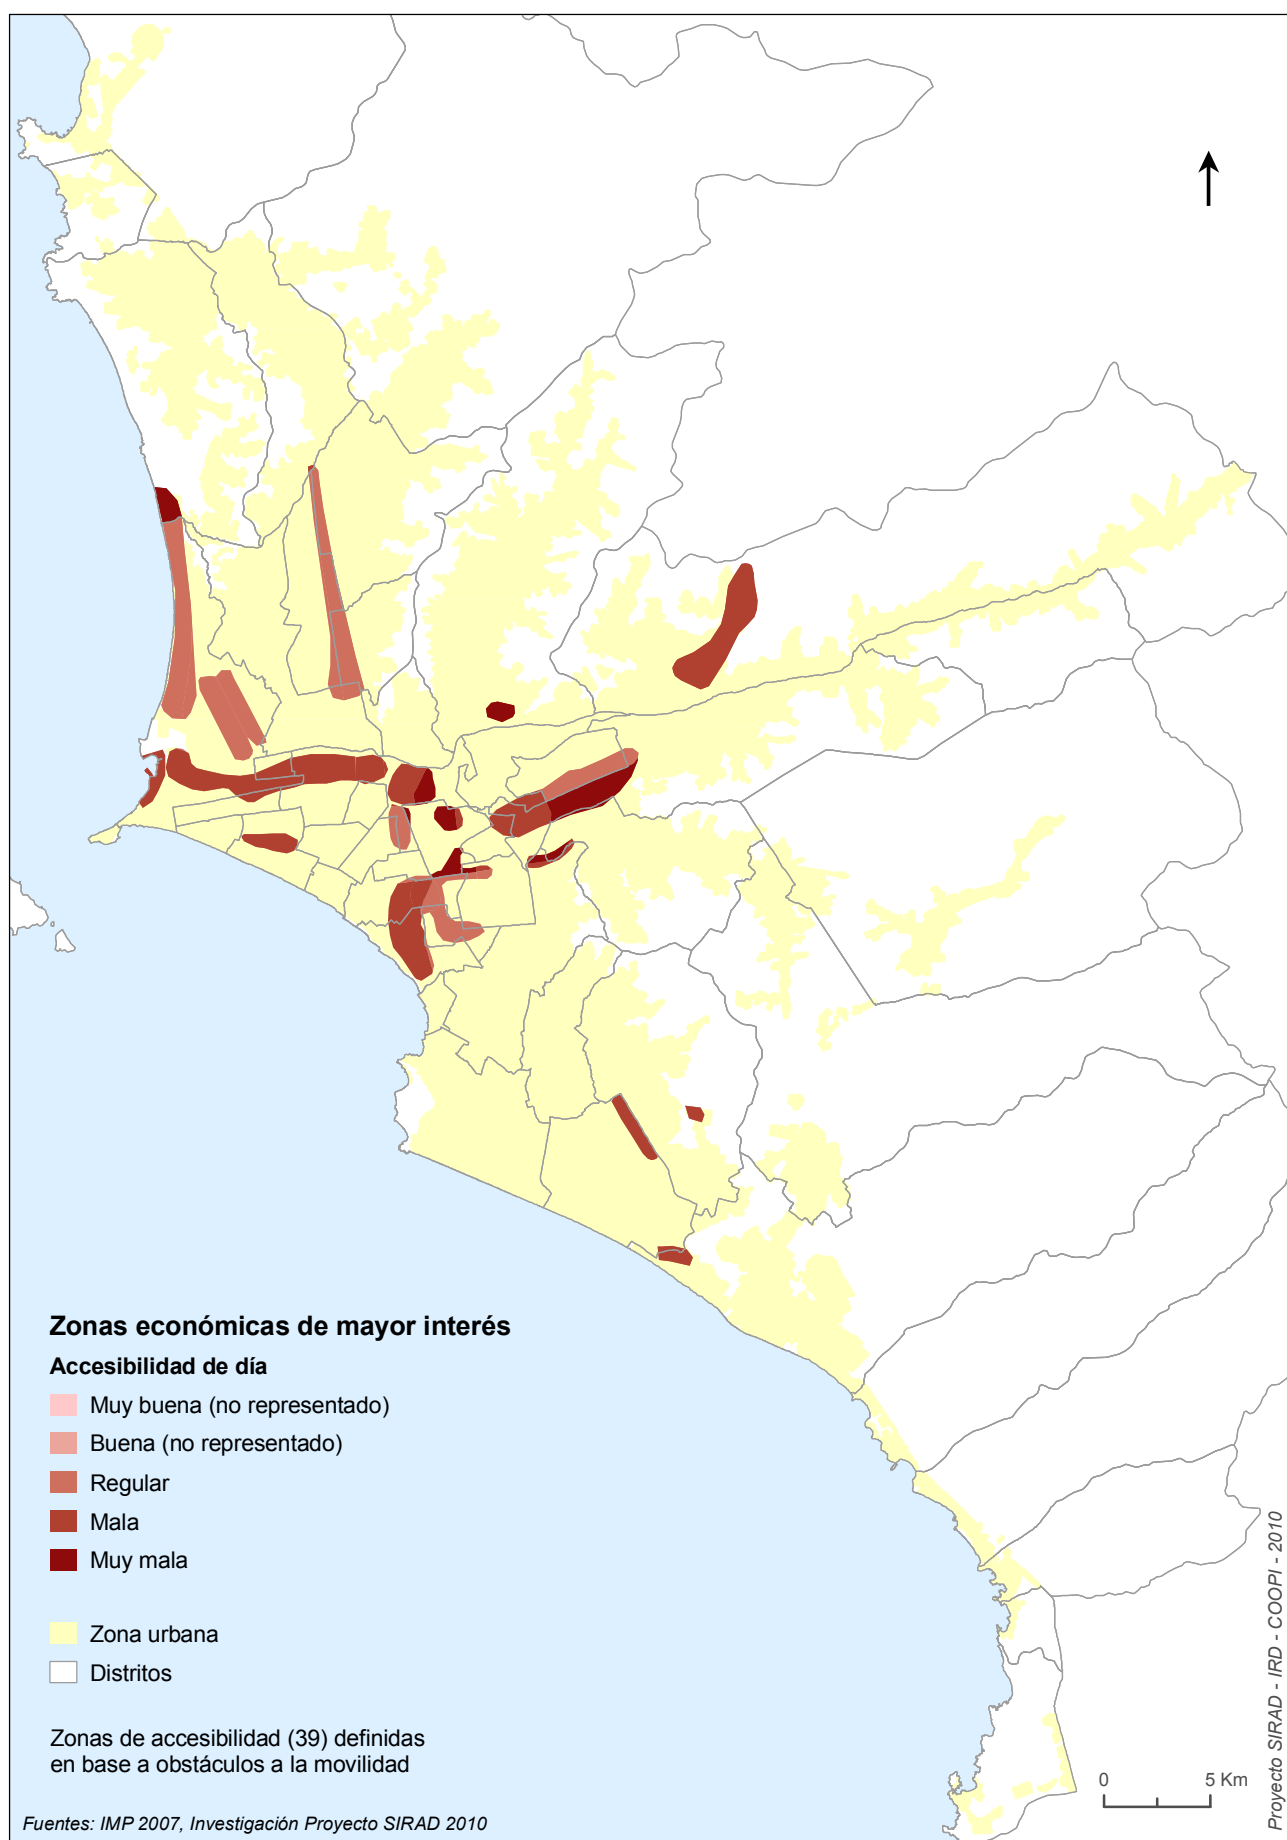 Zonas económicas de mayor interés
Accesibilidad de día
Muy buena (no representado)
Buena (no representado)
Regular
Mala
Muy mala
Zona urbana
Distritos
Zonas de accesibilidad (39) definidas
en base a obstáculos a la movilidad
Fuentes: IMP 2007, Investigación Proyecto SIRAD 2010
0 5 Km
Proyecto SIRAD - IRD - COOPI - 2010